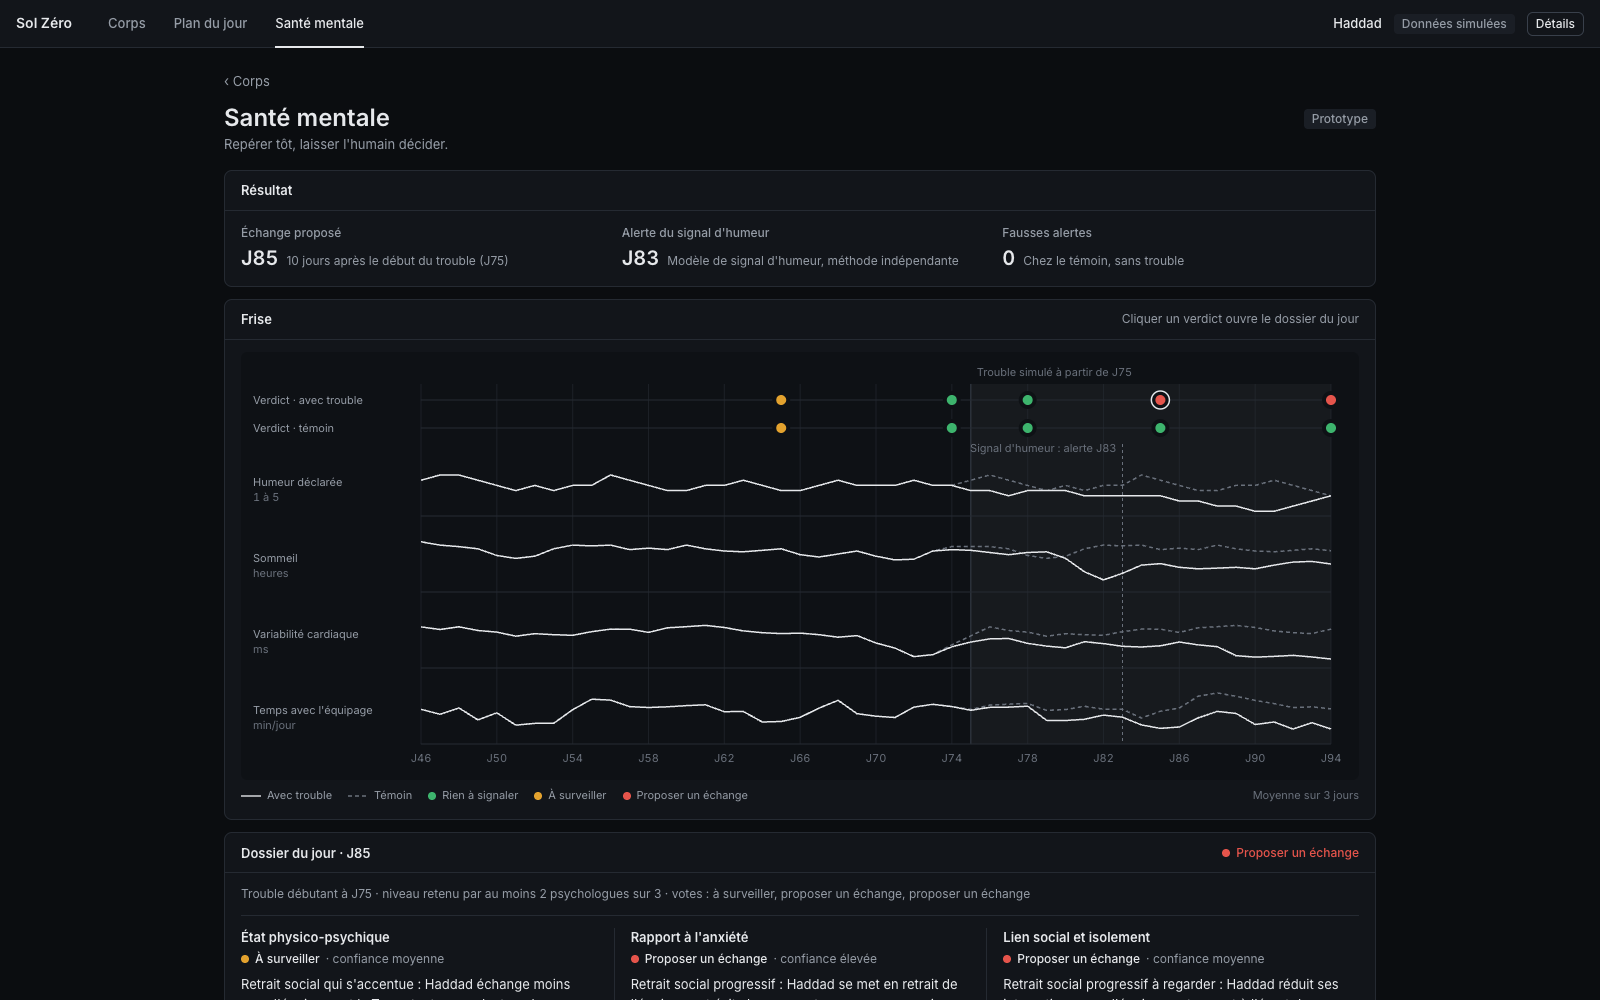 Sol Zéro
Corps
Plan du jour
Santé mentale
Haddad
Données simulées
Détails
‹ Corps
Santé mentale
Prototype
Repérer tôt, laisser l'humain décider.
Résultat
Échange proposé
J85 10 jours après le début du trouble (J75)
Alerte du signal d'humeur
J83 Modèle de signal d'humeur, méthode indépendante
Fausses alertes
0 Chez le témoin, sans trouble
Frise
Cliquer un verdict ouvre le dossier du jour
Trouble simulé à partir de J75
Verdict · avec trouble
Verdict · témoin
Signal d'humeur : alerte J83
Humeur déclarée
1 à 5
Sommeil
heures
Variabilité cardiaque
ms
Temps avec l'équipage
min/jour
J46 J50 J54 J58 J62 J66 J70 J74 J78 J82 J86 J90 J94
Avec trouble
Témoin
Rien à signaler
À surveiller
Proposer un échange
Moyenne sur 3 jours
Dossier du jour · J85
Proposer un échange
Trouble débutant à J75 · niveau retenu par au moins 2 psychologues sur 3 · votes : à surveiller, proposer un échange, proposer un échange
État physico-psychique
À surveiller · confiance moyenne
Retrait social qui s'accentue : Haddad échange moins
Rapport à l'anxiété
Proposer un échange · confiance élevée
Retrait social progressif : Haddad se met en retrait de
Lien social et isolement
Proposer un échange · confiance moyenne
Retrait social progressif à regarder : Haddad réduit ses